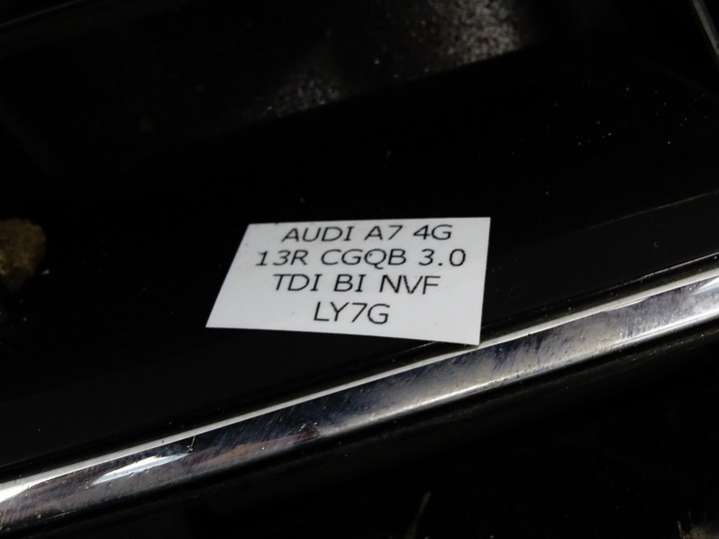 AUDI A7 4G
13R CGQB 3.0
TDI BI NVF
LY7G